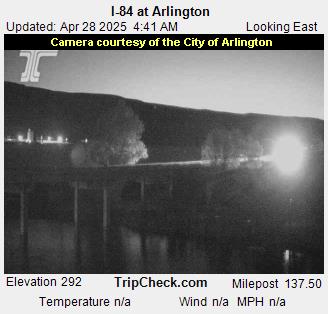 I-84 at Arlington
Updated: Apr 28 2025 4:41 AM Looking East
Camera courtesy of the City of Arlington
Elevation 292 TripCheck.com Milepost 137.50
Temperature n/a Wind n/a MPH n/a